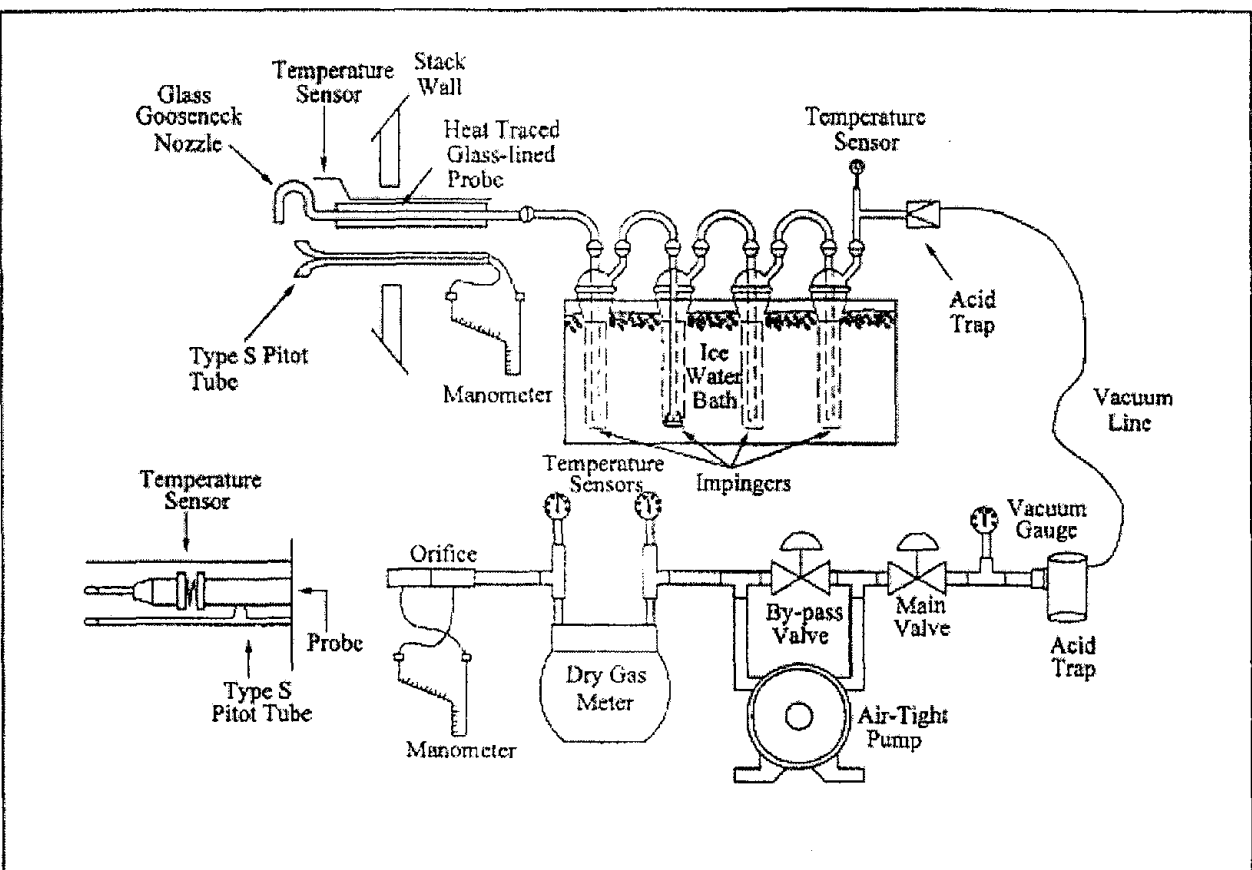 Temperature
Sensor
Stack
Wall
Glass
Gooseneck
Nozzle
Heat Traced
Glass-lined
Probe
Temperature
Sensor
Acid
Trap
Type S Pitot
Tube
Manometer
Ice
Water
Bath
Vacuum
Line
Impingers
Temperature
Sensors
Temperature
Sensor
Orifice
Vacuum
Gauge
By-pass
Valve
Main
Valve
Acid
Trap
Probe
Type S
Pitot Tube
Dry Gas
Meter
Manometer
Air-Tight
Pump